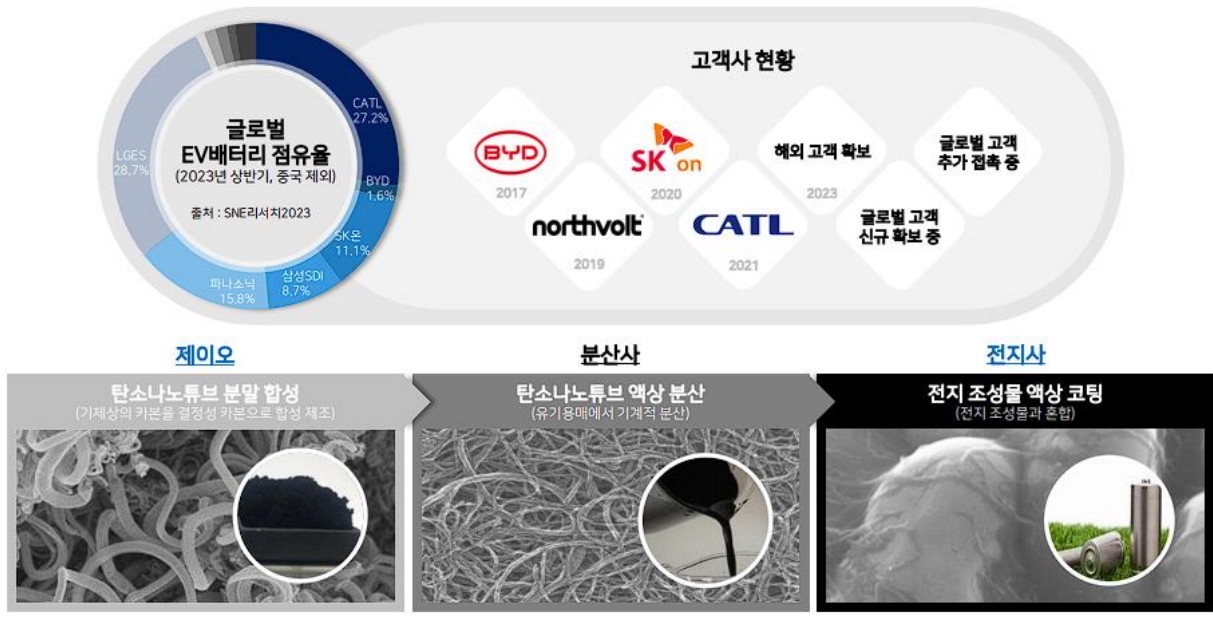 글로벌
EV배터리 점유율
(2023년 상반기, 중국 제외)
출처 : SNE리서치2023
CATL
27.2%
BYD
1.6%
SK온
11.1%
삼성SDI
8.7%
파나소닉
15.8%
LGES
28.7%
고객사 현황
BYD
2017
SK on
2020
해외 고객 확보
2023
글로벌 고객
추가 접촉 중
northvolt
2019
CATL
2021
글로벌 고객
신규 확보 중
제이오
분산사
전지사
탄소나노튜브 분말 합성
(기체상의 카본을 결정성 카본으로 합성 제조)
탄소나노튜브 액상 분산
(유기용매에서 기계적 분산)
전지 조성물 액상 코팅
(전지 조성물과 혼합)